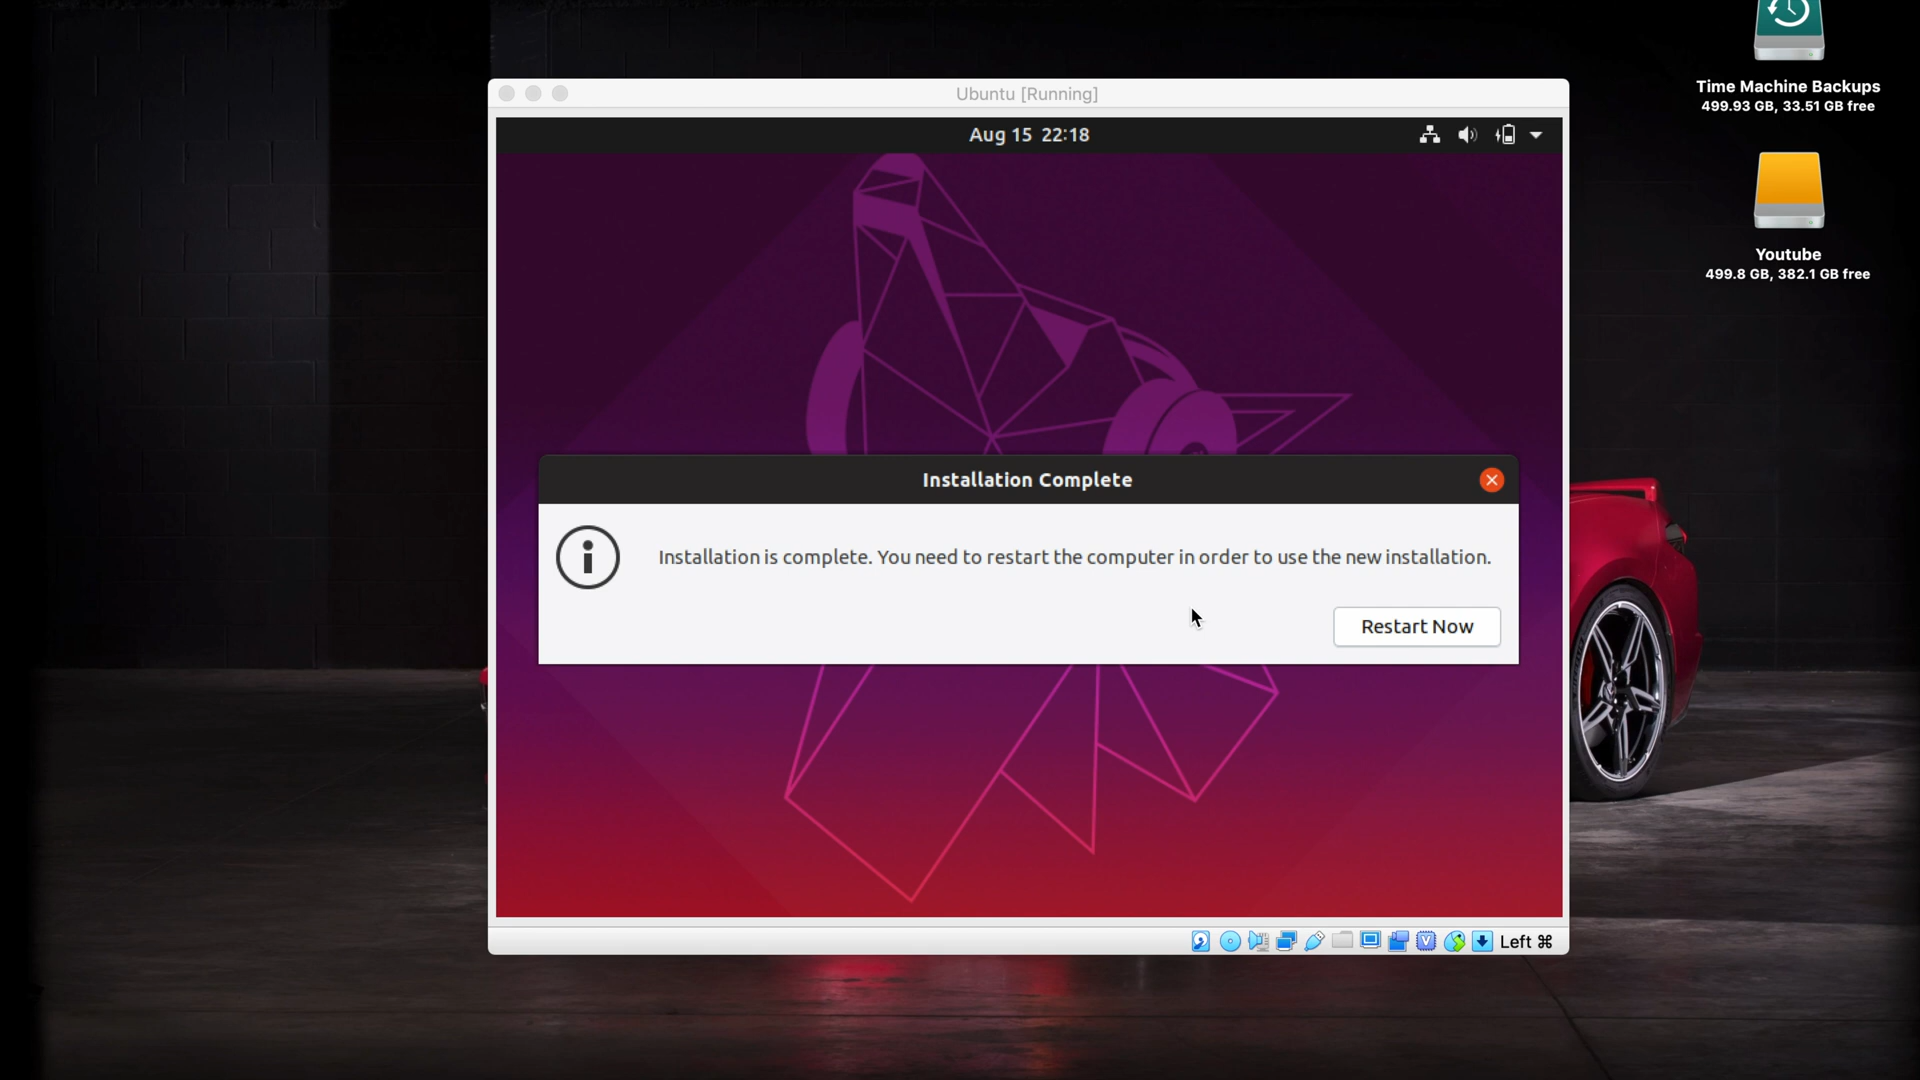 Time Machine Backups
499.93 GB, 33.51 GB free
Ubuntu [Running]
Aug 15 22:18
Youtube
499.8 GB, 382.1 GB free
Installation Complete
Installation is complete. You need to restart the computer in order to use the new installation.
Restart Now
Left ⌘